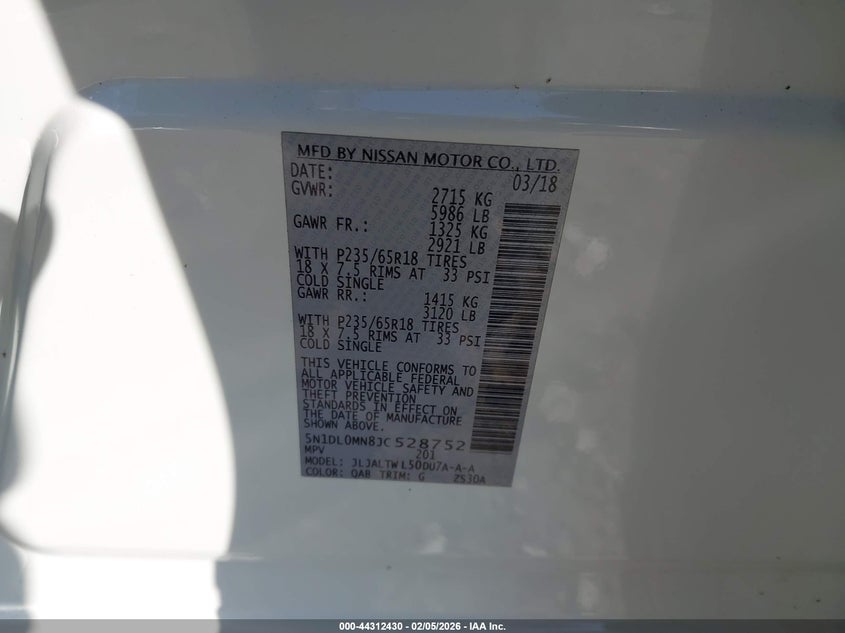 MFD BY NISSAN MOTOR CO., LTD.
DATE: 03/18
GVWR: 2715 KG
5986 LB
GAWR FR.: 1325 KG
2921 LB
WITH P235/65R18 TIRES
18 X 7.5 RIMS AT 33 PSI
COLD SINGLE
GAWR RR.: 1415 KG
3120 LB
WITH P235/65R18 TIRES
18 X 7.5 RIMS AT 33 PSI
COLD SINGLE
THIS VEHICLE CONFORMS TO
ALL APPLICABLE FEDERAL
MOTOR VEHICLE SAFETY AND
THEFT PREVENTION
STANDARDS IN EFFECT ON
THE DATE OF MANUFACTURE
SHOWN ABOVE.
5N1DL0MN8JC528752
MPV 201
MODEL: JLJALTWL50DU7A-A-A
COLOR: QAB TRIM: G ZS30A
000-44312430 - 02/05/2026 - IAA Inc.